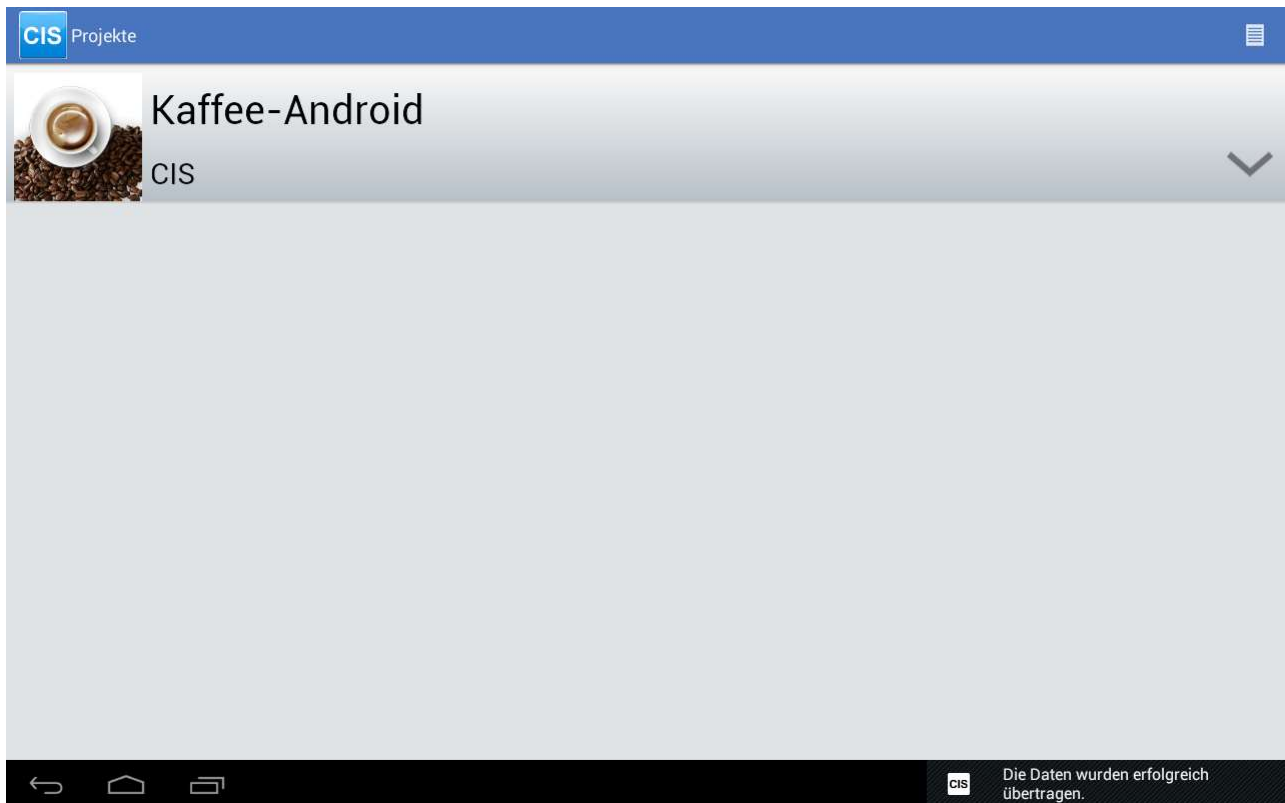 CIS Projekte
Kaffee-Android
CIS
CIS
Die Daten wurden erfolgreich
übertragen.